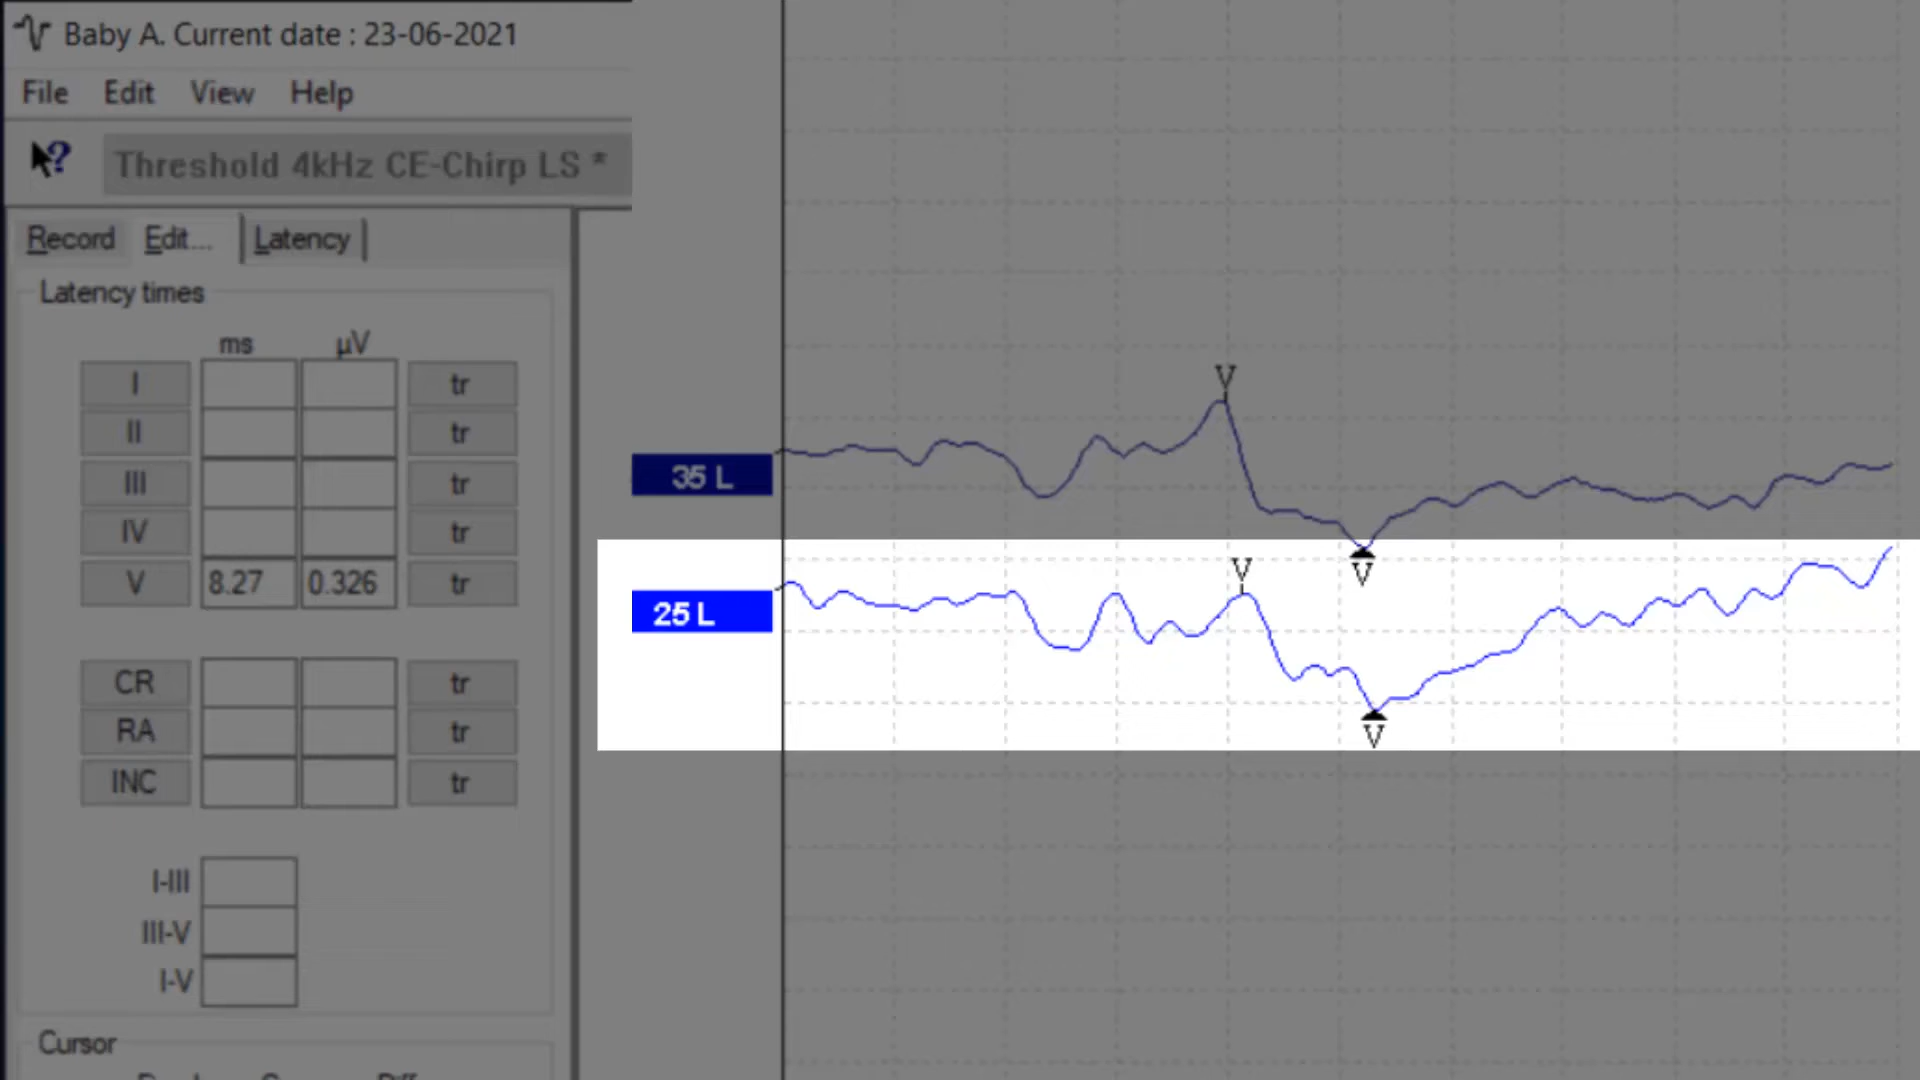 Baby A. Current date : 23-06-2021
File Edit View Help
? Threshold 4kHz CE-Chirp LS *
Record Edit... Latency
Latency times
ms µV
I tr
II tr
III tr
IV tr
V 8.27 0.326 tr
CR tr
RA tr
INC tr
I-III
III-V
I-V
Cursor
V
35 L
V
V
25 L
V